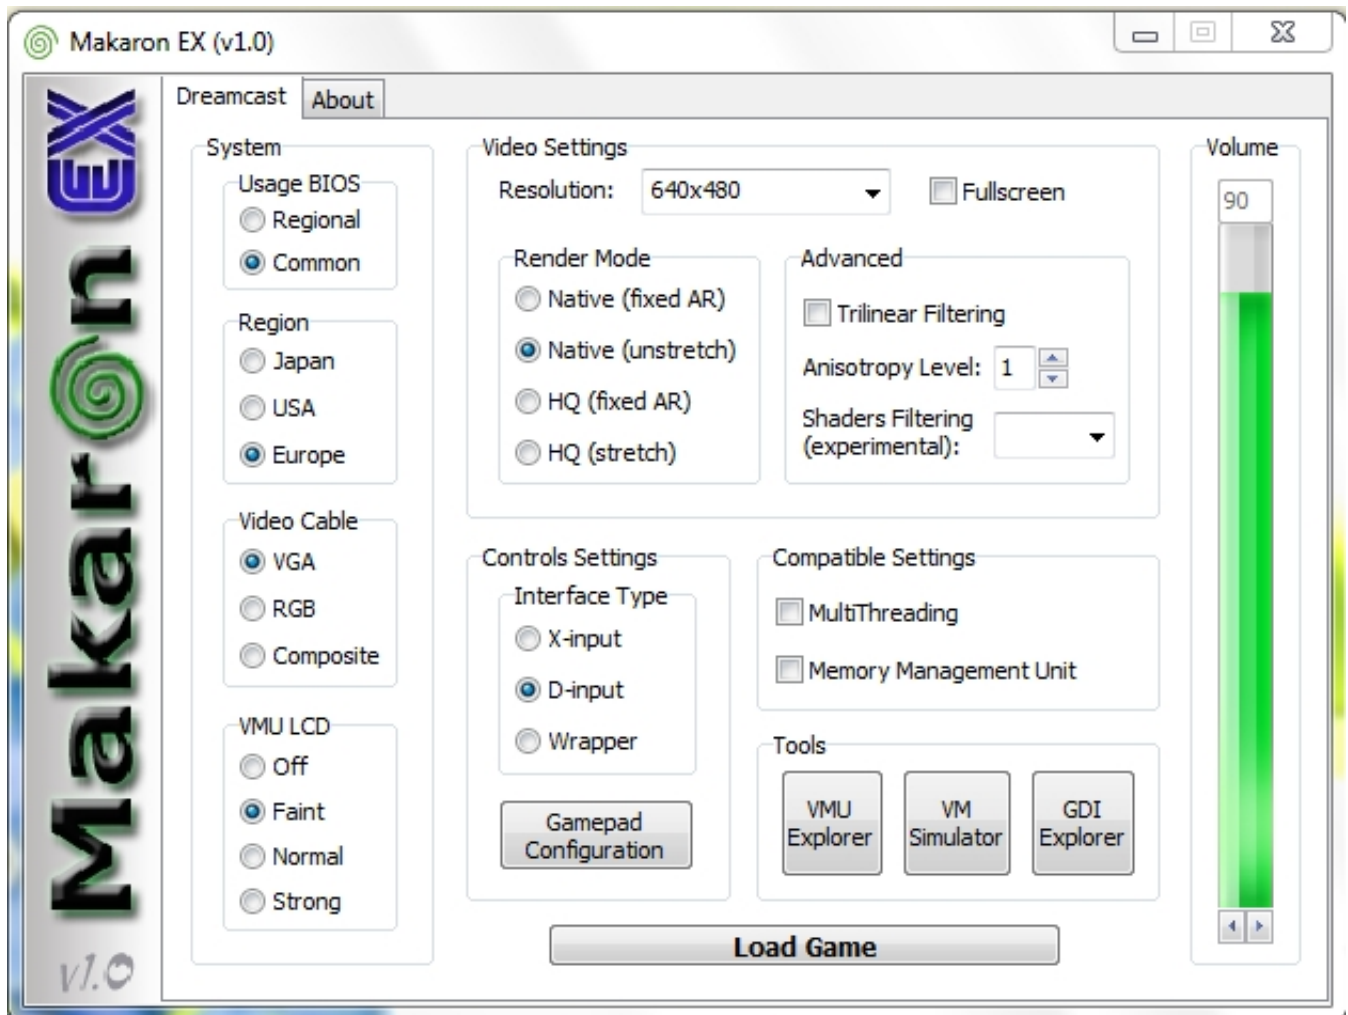 Makaron EX (v1.0)
Dreamcast
About
Makaron EX
v1.0
System
Usage BIOS
Regional
Common
Region
Japan
USA
Europe
Video Cable
VGA
RGB
Composite
VMU LCD
Off
Faint
Normal
Strong
Video Settings
Resolution:
640x480
Fullscreen
Render Mode
Native (fixed AR)
Native (unstretch)
HQ (fixed AR)
HQ (stretch)
Advanced
Trilinear Filtering
Anisotropy Level:
1
Shaders Filtering
(experimental):
Controls Settings
Interface Type
X-input
D-input
Wrapper
Gamepad
Configuration
Compatible Settings
MultiThreading
Memory Management Unit
Tools
VMU
Explorer
VM
Simulator
GDI
Explorer
Load Game
Volume
90